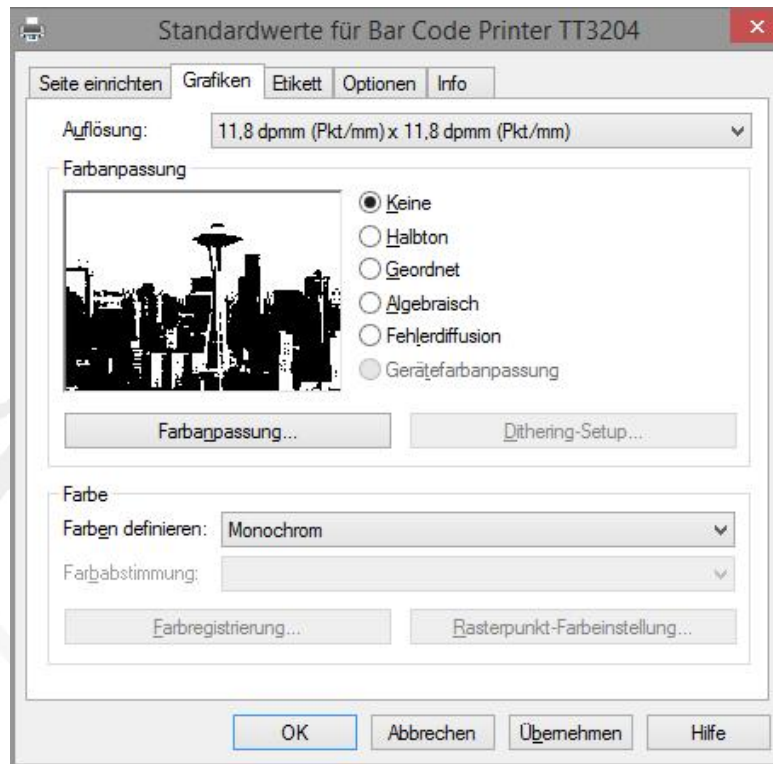 Standardwerte für Bar Code Printer TT3204
Seite einrichten Grafiken Etikett Optionen Info
Auflösung: 11,8 dpmm (Pkt/mm) x 11,8 dpmm (Pkt/mm)
Farbanpassung
Keine
Halbton
Geordnet
Algebraisch
Fehlerdiffusion
Gerätefarbanpassung
Farbanpassung... Dithering-Setup...
Farbe
Farben definieren: Monochrom
Farbabstimmung:
Farbregistrierung... Rasterpunkt-Farbeinstellung...
OK Abbrechen Übernehmen Hilfe